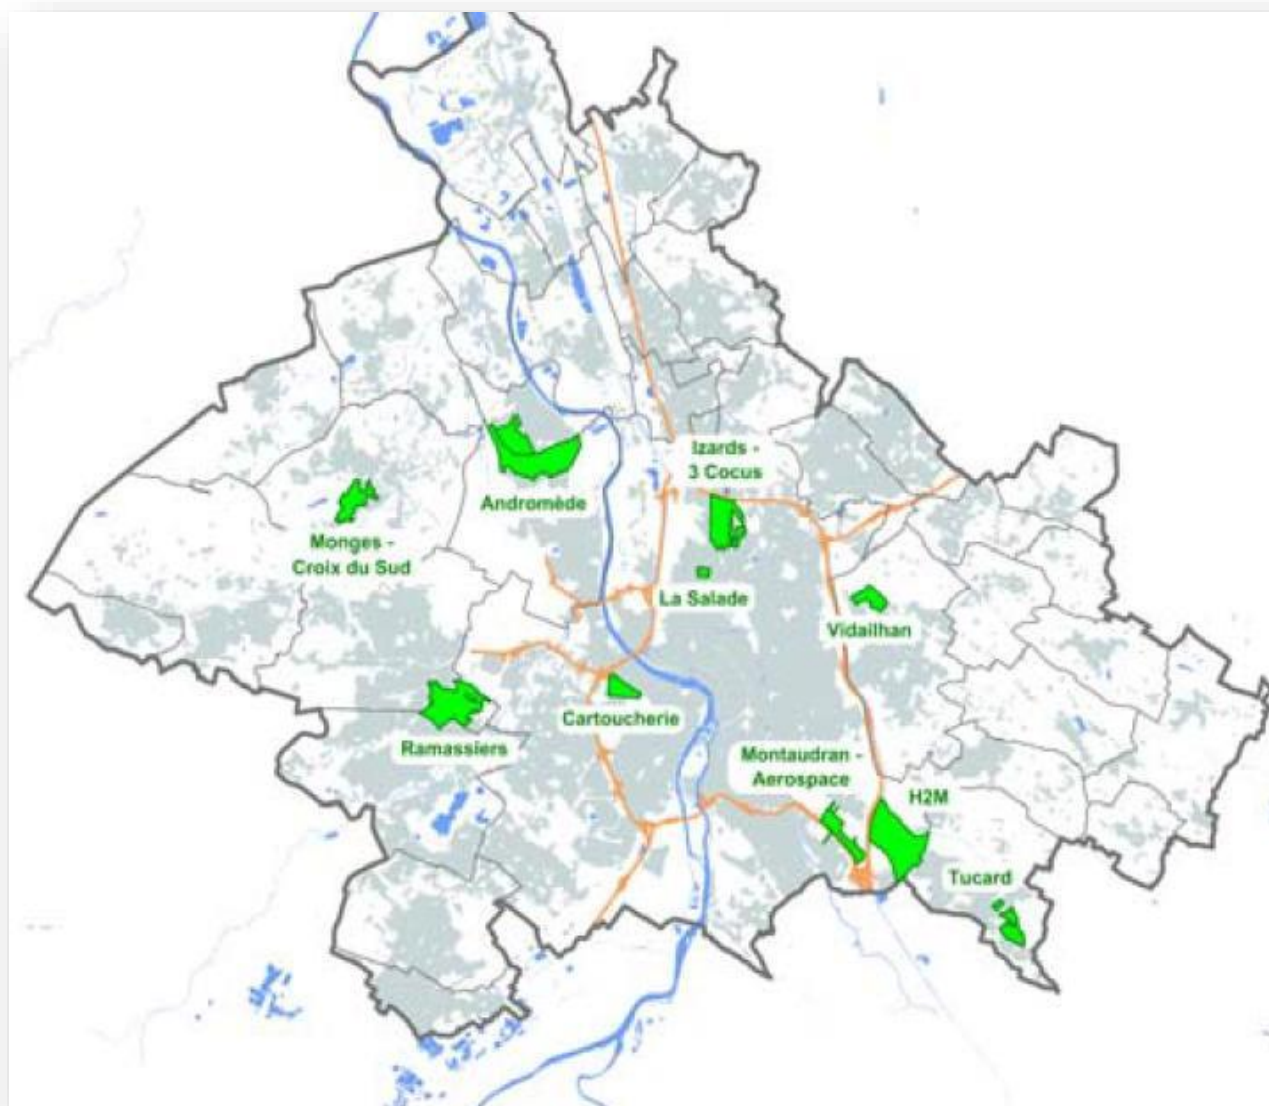 Izards -
3 Cocus
Andromède
Monges -
Croix du Sud
La Salade
Vidailhan
Cartoucherie
Ramassiers
Montaudran -
Aerospace
H2M
Tucard